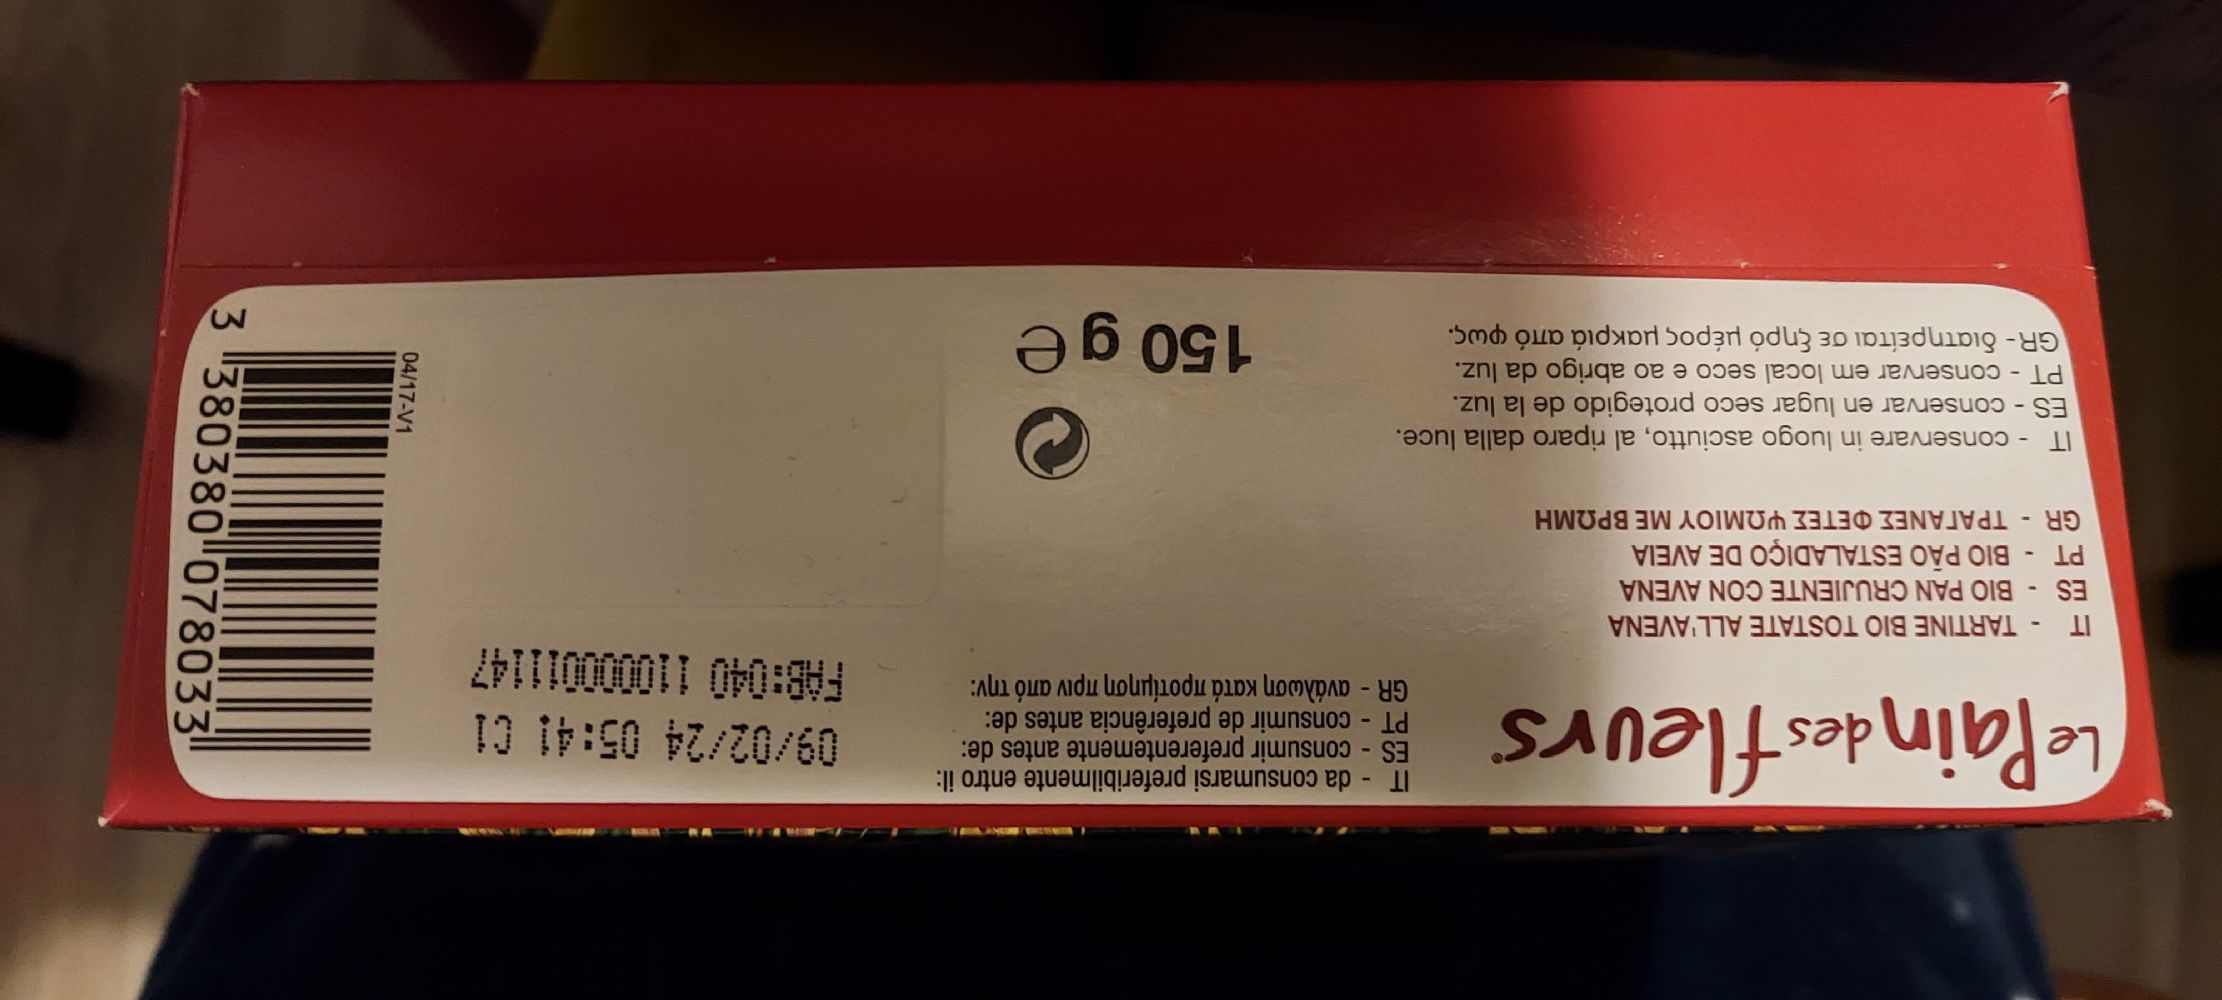 Le Pain des fleurs®
IT - TARTINE BIO TOSTATE ALL'AVENA
ES - BIO PAN CRUJIENTE CON AVENA
PT - BIO PÃO ESTALADIÇO DE AVEIA
GR - ΤΡΑΓΑΝΕΣ ΦΕΤΕΣ ΨΩΜΙΟΥ ΜΕ ΒΡΩΜΗ
IT - conservare in luogo asciutto, al riparo dalla luce.
ES - conservar en lugar seco protegido de la luz.
PT - conservar em local seco e ao abrigo da luz.
GR - διατηρείται σε ξηρό μέρος μακριά από φως.
IT - da consumarsi preferibilmente entro il:
ES - consumir preferentemente antes de:
PT - consumir de preferência antes de:
GR - ανάλωση κατά προτίμηση πριν από την:
09/02/24 05:41 C1
FAB:040 11000011147
150 g e
04/17-V1
3 380380 078033